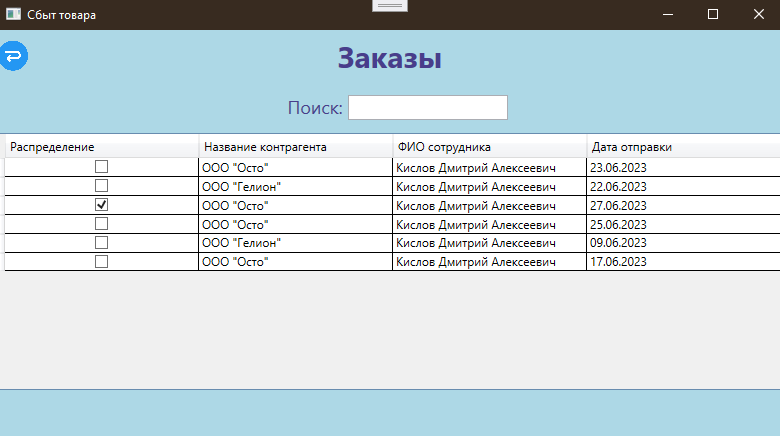 Сбыт товара
Заказы
Поиск:
Распределение Название контрагента ФИО сотрудника Дата отправки
ООО "Осто" Кислов Дмитрий Алексеевич 23.06.2023
ООО "Гелион" Кислов Дмитрий Алексеевич 22.06.2023
ООО "Осто" Кислов Дмитрий Алексеевич 27.06.2023
ООО "Осто" Кислов Дмитрий Алексеевич 25.06.2023
ООО "Гелион" Кислов Дмитрий Алексеевич 09.06.2023
ООО "Осто" Кислов Дмитрий Алексеевич 17.06.2023